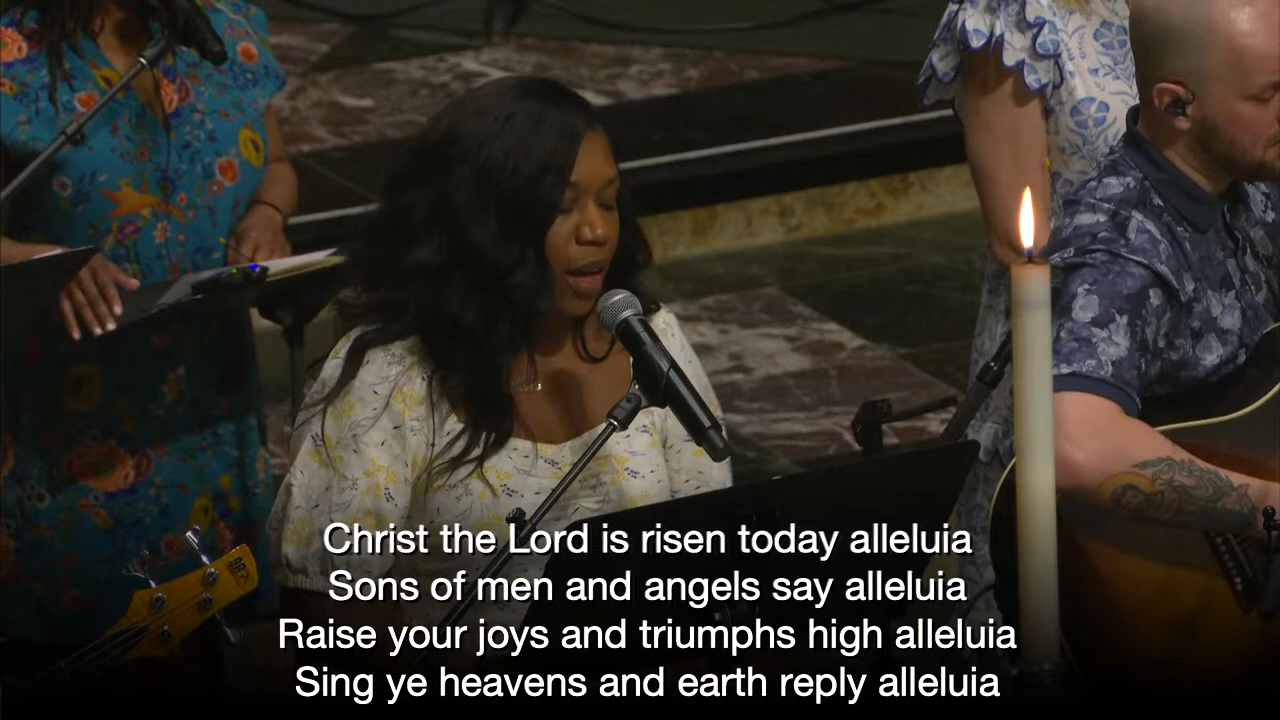 Christ the Lord is risen today alleluia
Sons of men and angels say alleluia
Raise your joys and triumphs high alleluia
Sing ye heavens and earth reply alleluia